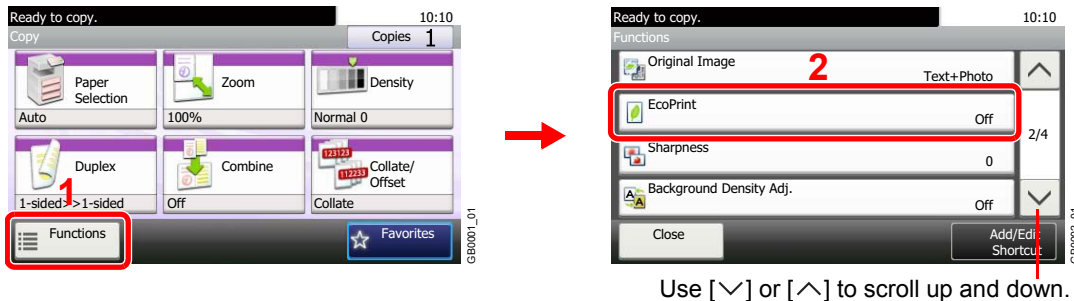 Ready to copy. 10:10
Copy Copies 1
Paper Selection
Zoom
Density
Auto
100%
Normal 0
Duplex
123123
112233
Combine
Collate/
Offset
1-sided>>1-sided
Off
Collate
1
Functions
Favorites
GB0001_01
Ready to copy. 10:10
Functions
Original Image
Text+Photo
2
EcoPrint
Off
2/4
Sharpness
0
Background Density Adj.
Off
Close
Add/Edit
Shortcut
GB0002_01
Use [∨] or [∧] to scroll up and down.